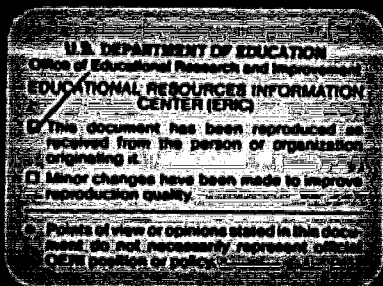 U.S. DEPARTMENT OF EDUCATION
Office of Educational Research and Improvement
EDUCATIONAL RESOURCES INFORMATION
CENTER (ERIC)
This document has been reproduced as
received from the person or organization
originating it.
□ Minor changes have been made to improve
reproduction quality.
• Points of view or opinions stated in this docu-
ment do not necessarily represent official
OERI position or policy.